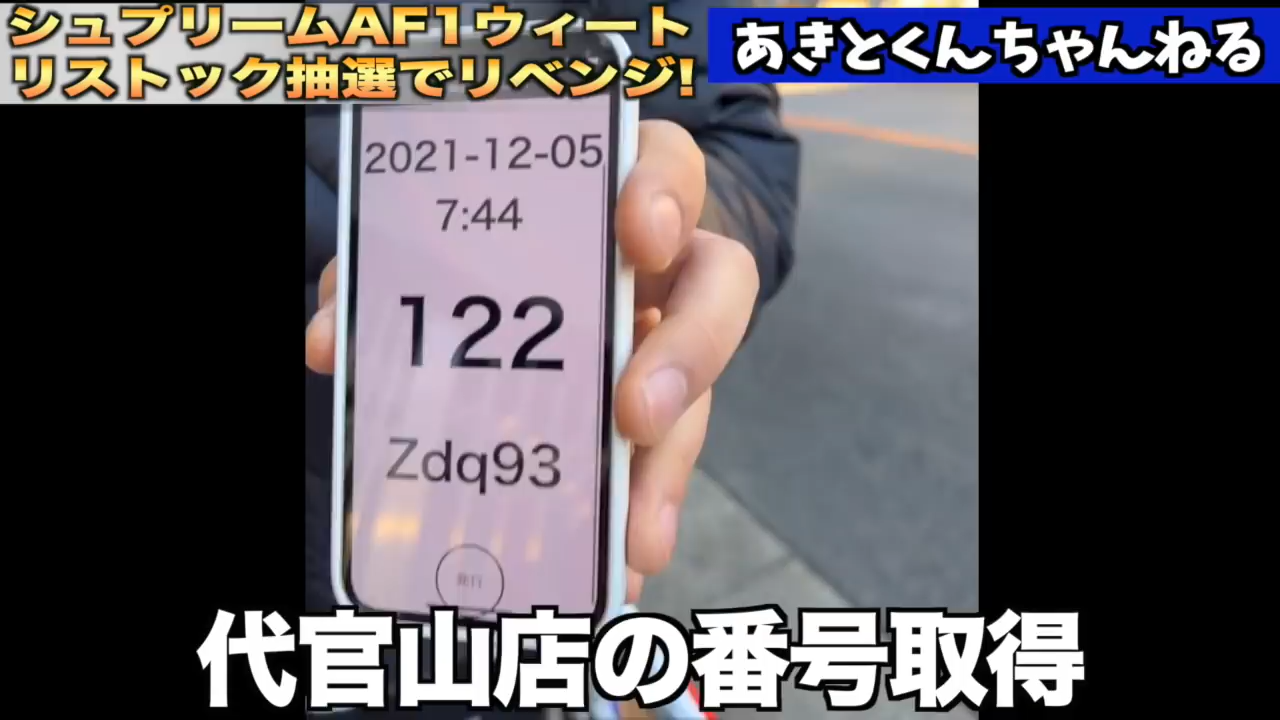 シュプリームAF1ウィート
リストック抽選でリベンジ!
あきとくんちゃんねる
2021-12-05
7:44
122
Zdq93
発行
代官山店の番号取得